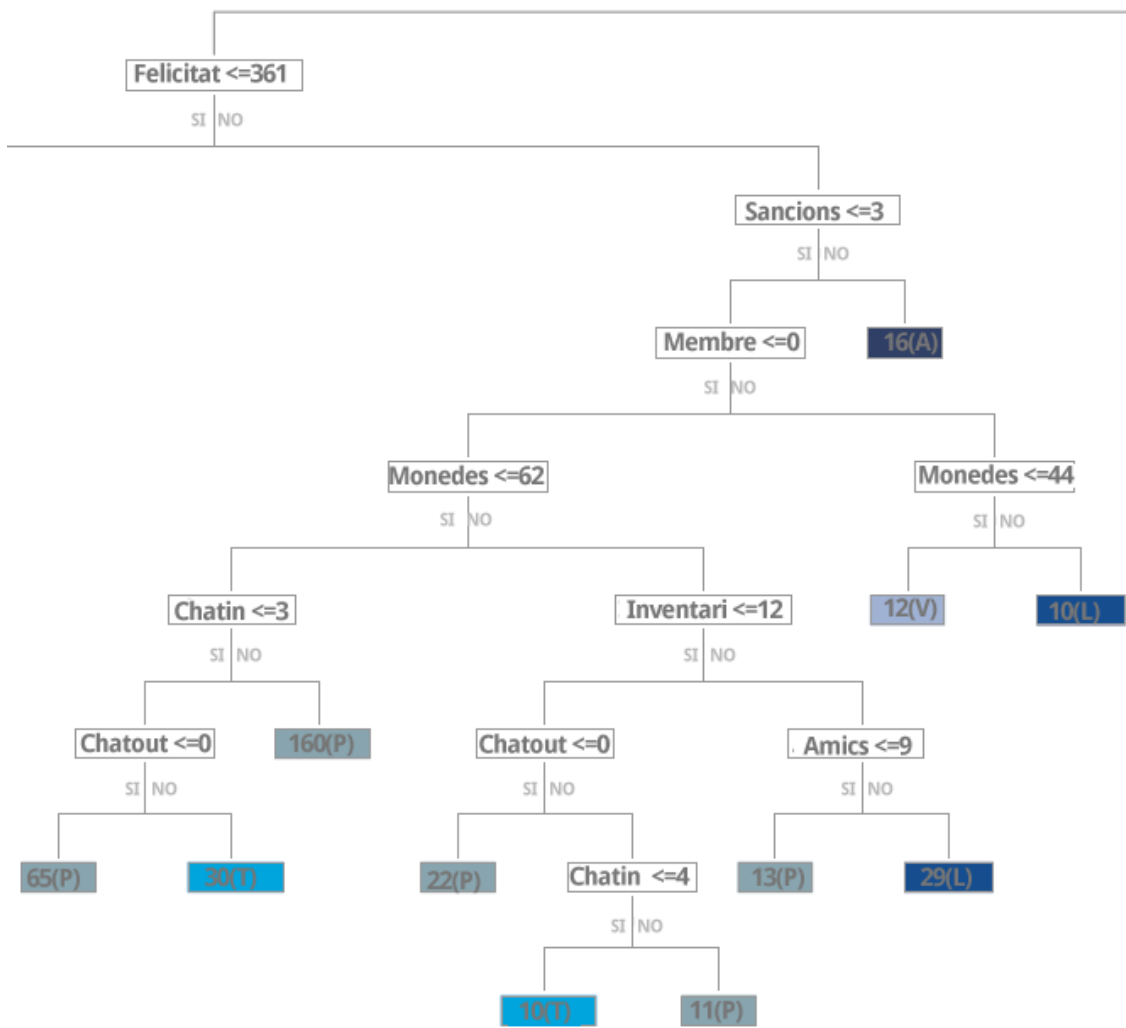 Felicitat <=361
SI NO
Sancions <=3
SI NO
Membre <=0
16(A)
SI NO
Monedes <=62
Monedes <=44
SI NO
SI NO
Chatin <=3
Inventari <=12
12(V)
10(L)
SI NO
SI NO
Chatout <=0
160(P)
Chatout <=0
Amics <=9
SI NO
SI NO
SI NO
65(P)
30(T)
22(P)
Chatin <=4
13(P)
29(L)
SI NO
10(T)
11(P)